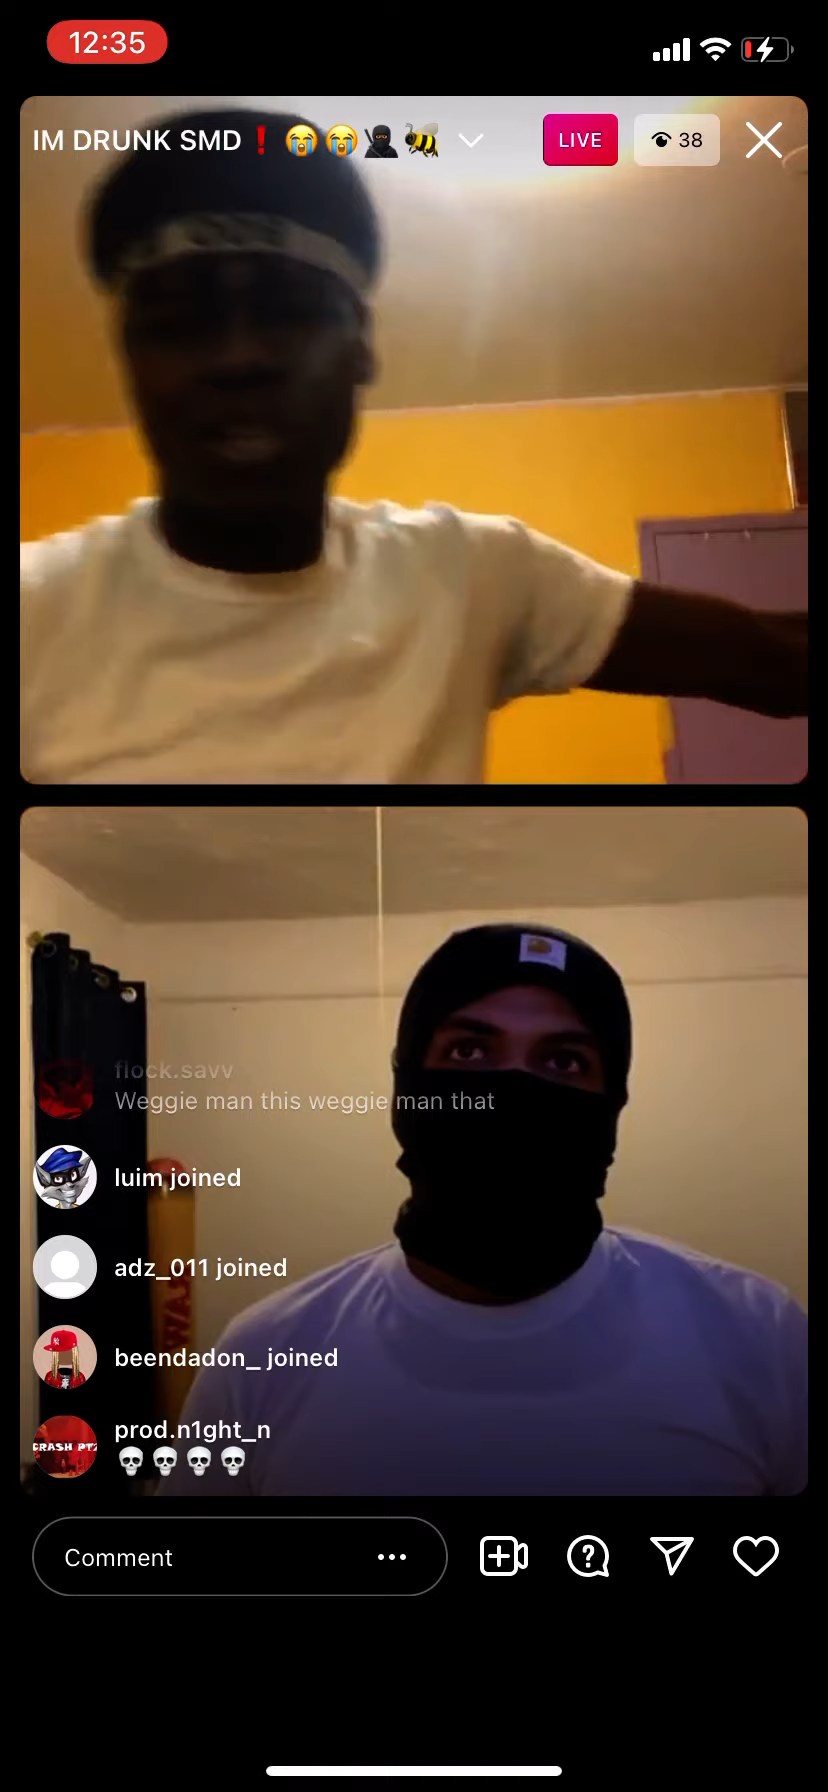 12:35
IM DRUNK SMD❗😭😭🥷🐝
LIVE
38
flock.savv
Weggie man this weggie man that
luim joined
adz_011 joined
beendadon_ joined
prod.n1ght_n
💀💀💀💀
CRASH
Comment